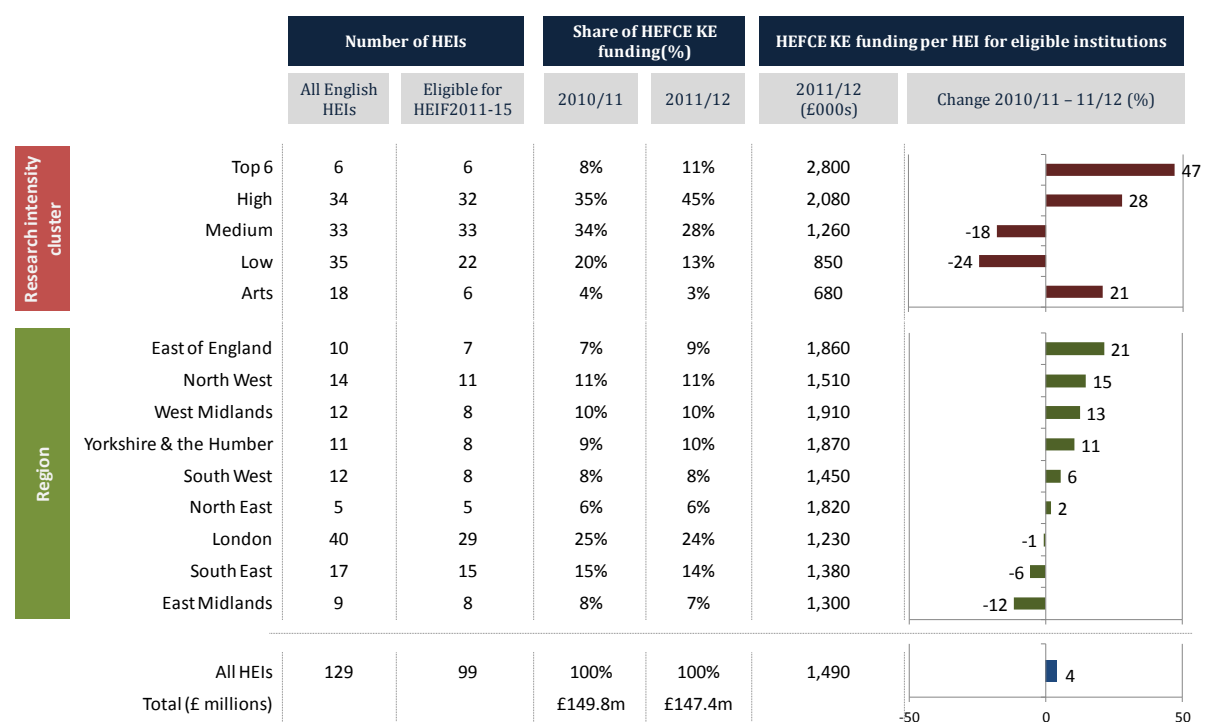 Number of HEIs
Share of HEFCE KE
funding(%)
HEFCE KE funding per HEI for eligible institutions
All English
HEIs
Eligible for
HEIF2011-15
2010/11
2011/12
2011/12
(£000s)
Change 2010/11 – 11/12 (%)
Research intensity
cluster
Top 6 6 6 8% 11% 2,800 47
High 34 32 35% 45% 2,080 28
Medium 33 33 34% 28% 1,260 -18
Low 35 22 20% 13% 850 -24
Arts 18 6 4% 3% 680 21
Region
East of England 10 7 7% 9% 1,860 21
North West 14 11 11% 11% 1,510 15
West Midlands 12 8 10% 10% 1,910 13
Yorkshire & the Humber 11 8 9% 10% 1,870 11
South West 12 8 8% 8% 1,450 6
North East 5 5 6% 6% 1,820 2
London 40 29 25% 24% 1,230 -1
South East 17 15 15% 14% 1,380 -6
East Midlands 9 8 8% 7% 1,300 -12
All HEIs 129 99 100% 100% 1,490 4
Total (£ millions) £149.8m £147.4m
-50 0 50